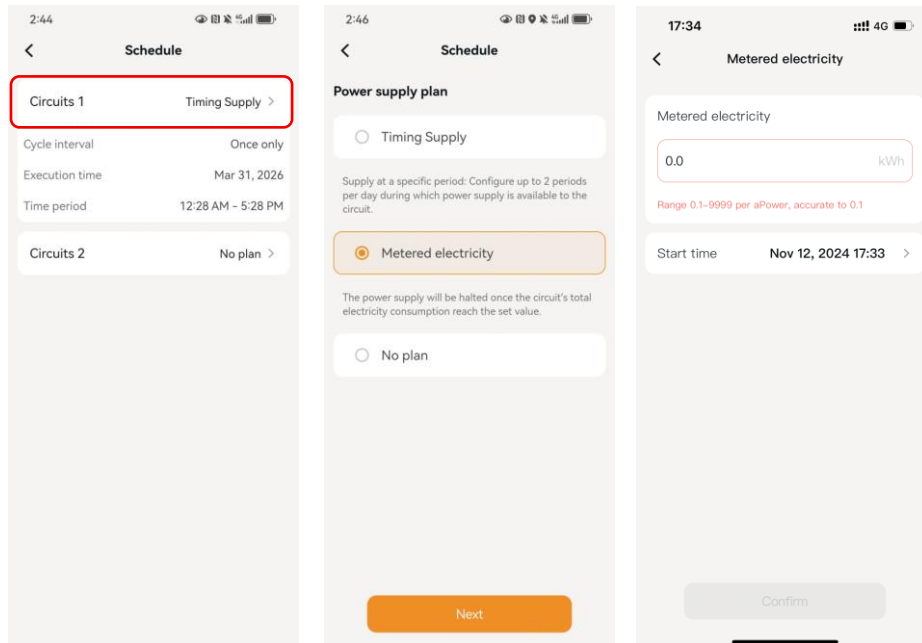 2:44
Schedule
Circuits 1 Timing Supply
Cycle interval Once only
Execution time Mar 31, 2026
Time period 12:28 AM – 5:28 PM
Circuits 2 No plan
2:46
Schedule
Power supply plan
Timing Supply
Supply at a specific period: Configure up to 2 periods
per day during which power supply is available to the
circuit.
Metered electricity
The power supply will be halted once the circuit's total
electricity consumption reach the set value.
No plan
Next
17:34 4G
Metered electricity
Metered electricity
0.0 kWh
Range 0.1–9999 per aPower, accurate to 0.1
Start time Nov 12, 2024 17:33
Confirm